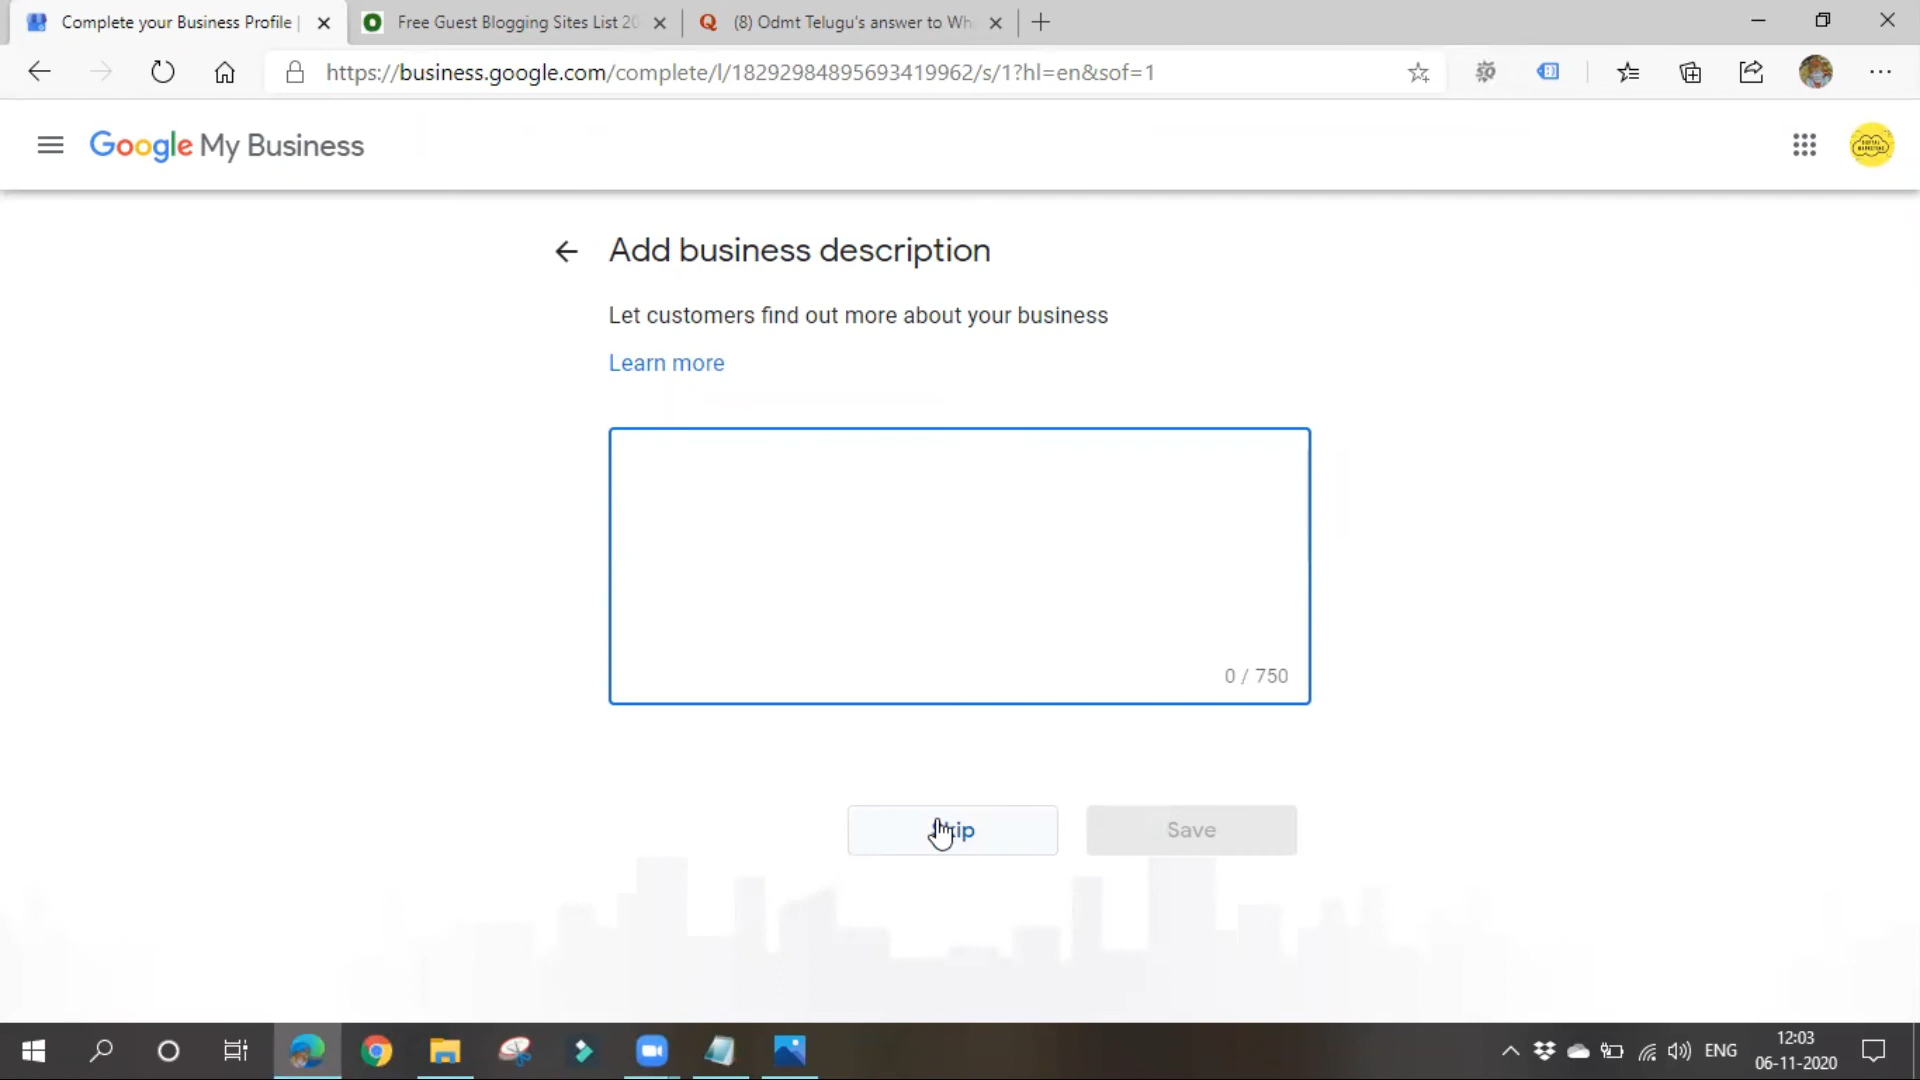 Complete your Business Profile |
Free Guest Blogging Sites List 20
(8) Odmt Telugu's answer to Wh
https://business.google.com/complete/l/18292984895693419962/s/1?hl=en&sof=1
Google My Business
Add business description
Let customers find out more about your business
Learn more
0 / 750
Skip
Save
ENG
12:03
06-11-2020